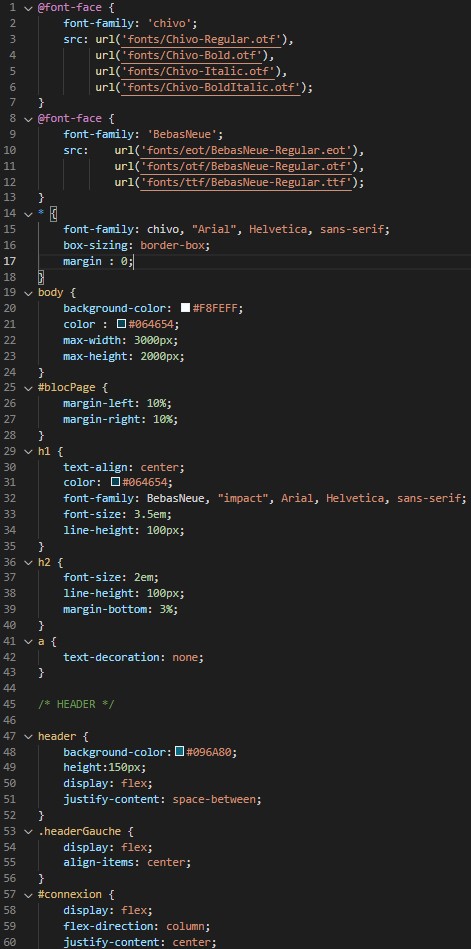 1 @font-face {
2 font-family: 'chivo';
3 src: url('fonts/Chivo-Regular.otf'),
4 url('fonts/Chivo-Bold.otf'),
5 url('fonts/Chivo-Italic.otf'),
6 url('fonts/Chivo-BoldItalic.otf');
7 }
8 @font-face {
9 font-family: 'BebasNeue';
10 src: url('fonts/eot/BebasNeue-Regular.eot'),
11 url('fonts/otf/BebasNeue-Regular.otf'),
12 url('fonts/ttf/BebasNeue-Regular.ttf');
13 }
14 * {
15 font-family: chivo, "Arial", Helvetica, sans-serif;
16 box-sizing: border-box;
17 margin : 0;
18 }
19 body {
20 background-color: #F8FEFF;
21 color : #064654;
22 max-width: 3000px;
23 max-height: 2000px;
24 }
25 #blocPage {
26 margin-left: 10%;
27 margin-right: 10%;
28 }
29 h1 {
30 text-align: center;
31 color: #064654;
32 font-family: BebasNeue, "impact", Arial, Helvetica, sans-serif;
33 font-size: 3.5em;
34 line-height: 100px;
35 }
36 h2 {
37 font-size: 2em;
38 line-height: 100px;
39 margin-bottom: 3%;
40 }
41 a {
42 text-decoration: none;
43 }
44
45 /* HEADER */
46
47 header {
48 background-color: #096A80;
49 height:150px;
50 display: flex;
51 justify-content: space-between;
52 }
53 .headerGauche {
54 display: flex;
55 align-items: center;
56 }
57 #connexion {
58 display: flex;
59 flex-direction: column;
60 justify-content: center;